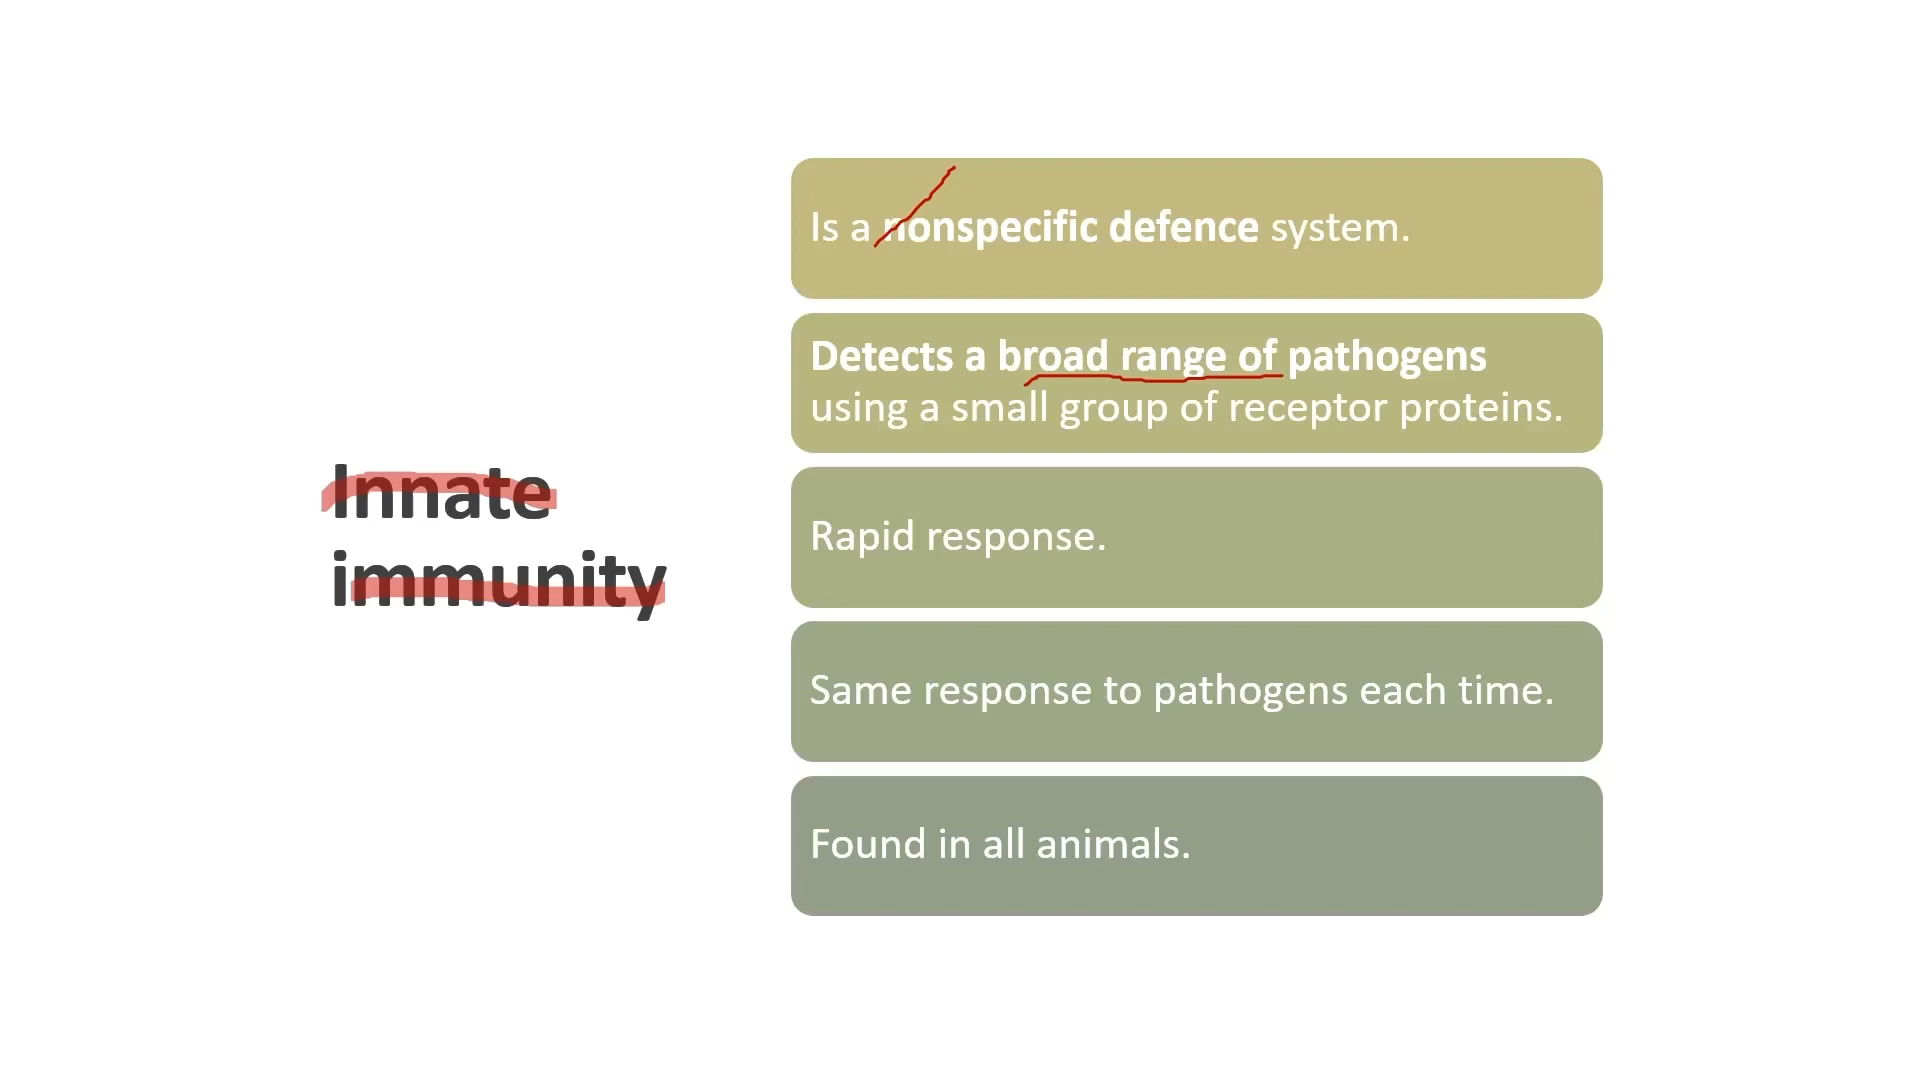 Innate
immunity
Is a nonspecific defence system.
Detects a broad range of pathogens
using a small group of receptor proteins.
Rapid response.
Same response to pathogens each time.
Found in all animals.